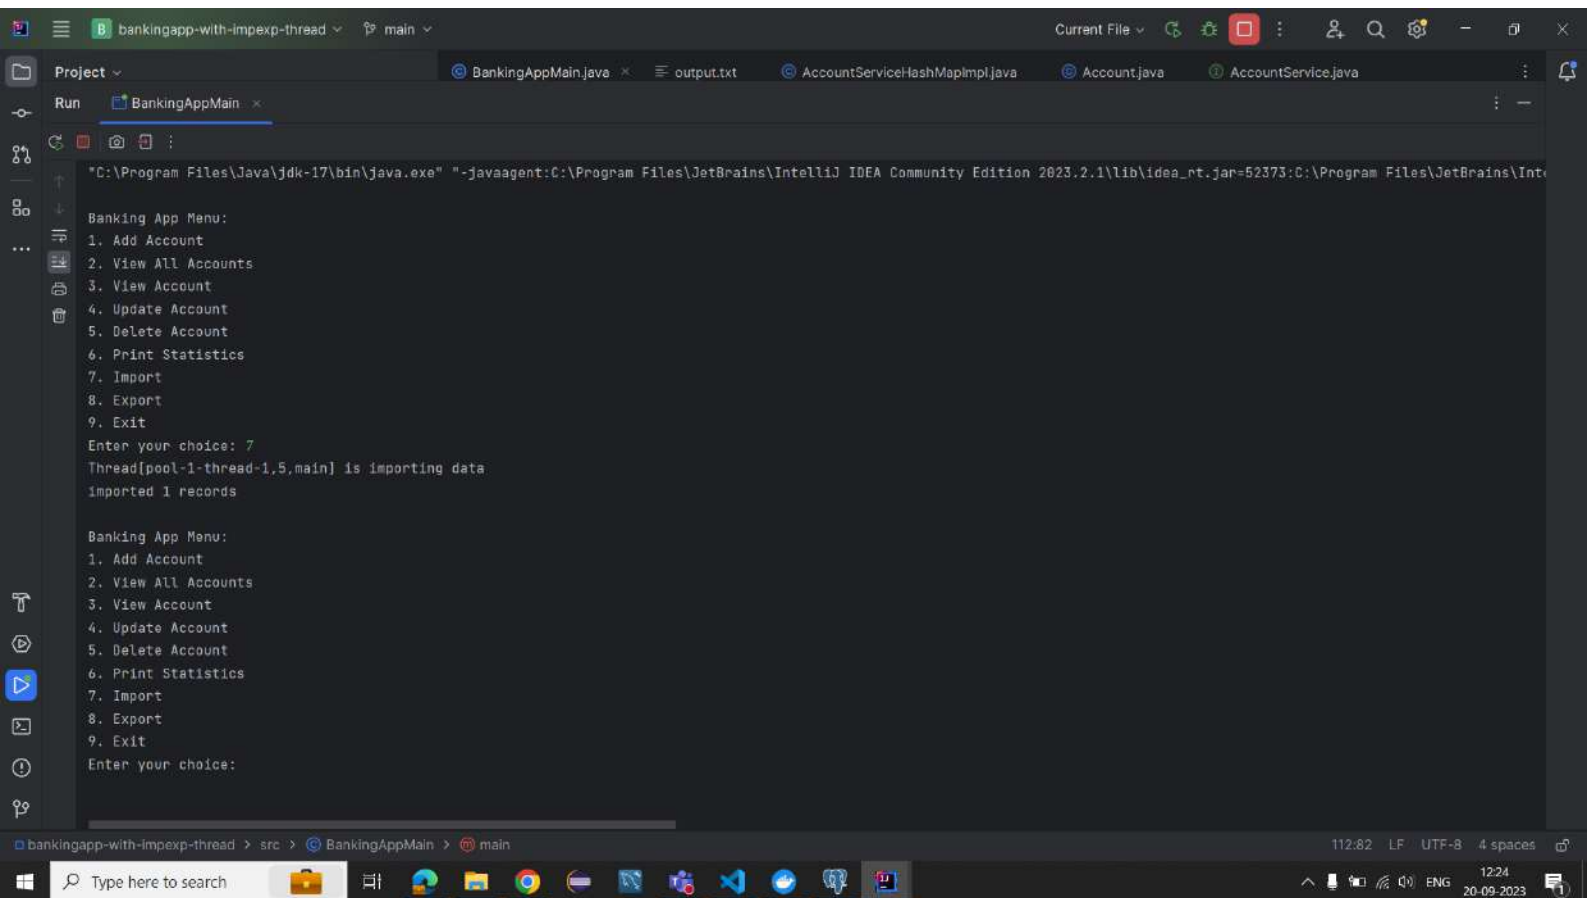 B bankingapp-with-impexp-thread main Current File
Project BankingAppMain.java output.txt AccountServiceHashMapImpl.java Account.java AccountService.java
Run BankingAppMain
"C:\Program Files\Java\jdk-17\bin\java.exe" "-javaagent:C:\Program Files\JetBrains\IntelliJ IDEA Community Edition 2023.2.1\lib\idea_rt.jar=52373:C:\Program Files\JetBrains\Inte
Banking App Menu:
1. Add Account
2. View All Accounts
3. View Account
4. Update Account
5. Delete Account
6. Print Statistics
7. Import
8. Export
9. Exit
Enter your choice: 7
Thread[pool-1-thread-1,5,main] is importing data
imported 1 records
Banking App Menu:
1. Add Account
2. View All Accounts
3. View Account
4. Update Account
5. Delete Account
6. Print Statistics
7. Import
8. Export
9. Exit
Enter your choice:
bankingapp-with-impexp-thread > src > BankingAppMain > main 112:82 LF UTF-8 4 spaces
Type here to search ENG 12:24
20-09-2023